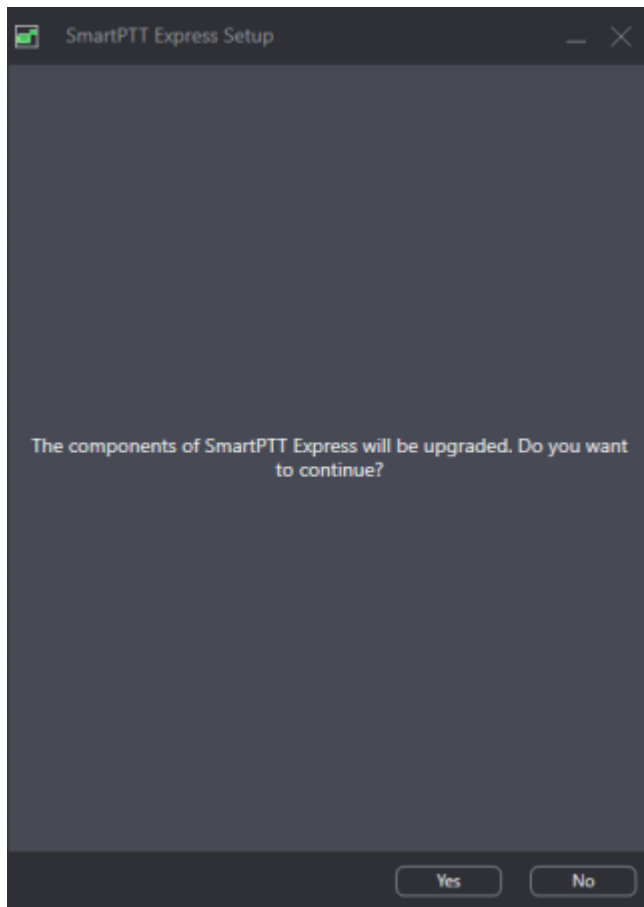 SmartPTT Express Setup
The components of SmartPTT Express will be upgraded. Do you want
to continue?
Yes
No